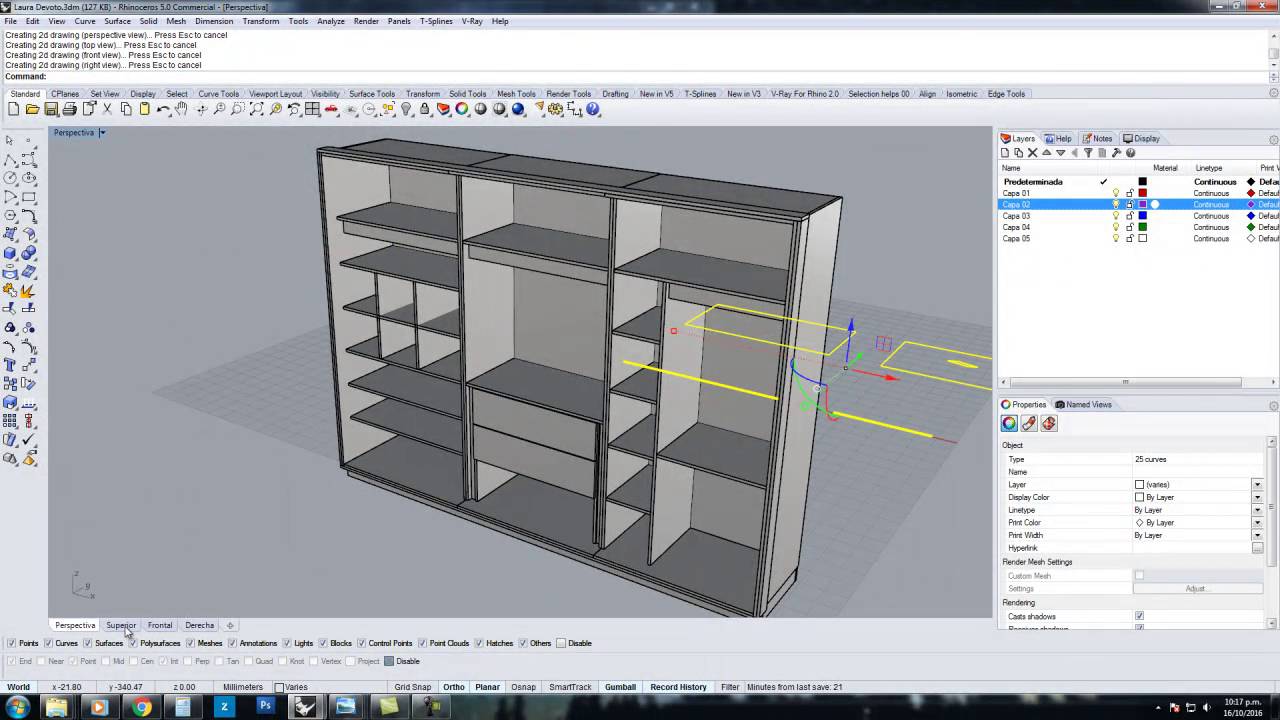 Laura Devoto.3dm (127 KB) - Rhinoceros 5.0 Commercial - [Perspectiva]
File Edit View Curve Surface Solid Mesh Dimension Transform Tools Analyze Render Panels T-Splines V-Ray Help
Creating 2d drawing (perspective view)... Press Esc to cancel
Creating 2d drawing (top view)... Press Esc to cancel
Creating 2d drawing (front view)... Press Esc to cancel
Creating 2d drawing (right view)... Press Esc to cancel
Command:
Standard CPlanes Set View Display Select Curve Tools Viewport Layout Visibility Surface Tools Transform Solid Tools Mesh Tools Render Tools Drafting New in V5 T-Splines New in V3 V-Ray For Rhino 2.0 Selection helps 00 Align Isometric Edge Tools
Perspectiva
Layers Help Notes Display
Name Material Linetype Print V
Predeterminada Continuous Defa
Capa 01 Continuous Defaul
Capa 02 Continuous Defaul
Capa 03 Continuous Defaul
Capa 04 Continuous Defaul
Capa 05 Continuous Defaul
Properties Named Views
Object
Type 25 curves
Name
Layer (varies)
Display Color By Layer
Linetype By Layer
Print Color By Layer
Print Width By Layer
Hyperlink ...
Render Mesh Settings
Custom Mesh
Settings Adjust...
Rendering
Casts shadows
z
y
x
Perspectiva Superior Frontal Derecha
Points Curves Surfaces Polysurfaces Meshes Annotations Lights Blocks Control Points Point Clouds Hatches Others Disable
End Near Point Mid Cen Int Perp Tan Quad Knot Vertex Project Disable
World x -21.80 y -340.47 z 0.00 Millimeters Varies Grid Snap Ortho Planar Osnap SmartTrack Gumball Record History Filter Minutes from last save: 21
Z Ps
10:17 p.m.
16/10/2016